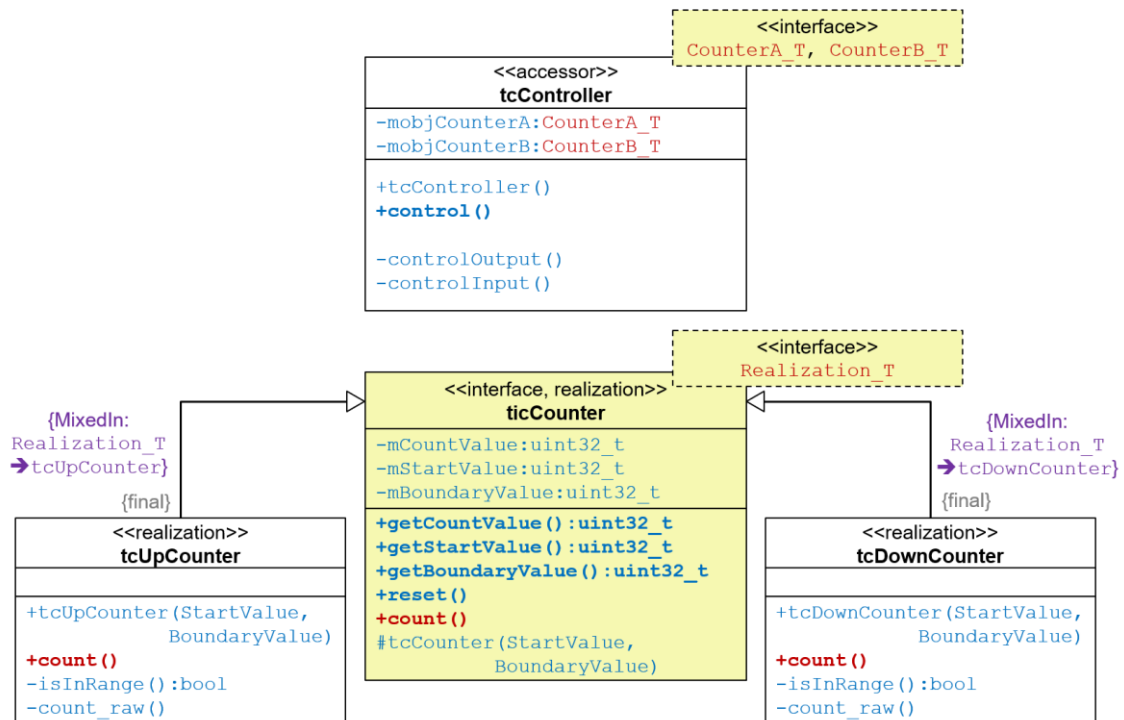 <<interface>>
CounterA_T, CounterB_T
<<accessor>>
tcController
-mobjCounterA:CounterA_T
-mobjCounterB:CounterB_T
+tcController()
+control()
-controlOutput()
-controlInput()
<<interface>>
Realization_T
<<interface, realization>>
ticCounter
-mCountValue:uint32_t
-mStartValue:uint32_t
-mBoundaryValue:uint32_t
+getCountValue():uint32_t
+getStartValue():uint32_t
+getBoundaryValue():uint32_t
+reset()
+count()
#tcCounter(StartValue,
BoundaryValue)
{MixedIn:
Realization_T
➔tcUpCounter}
{final}
<<realization>>
tcUpCounter
+tcUpCounter(StartValue,
BoundaryValue)
+count()
-isInRange():bool
-count_raw()
{MixedIn:
Realization_T
➔tcDownCounter}
{final}
<<realization>>
tcDownCounter
+tcDownCounter(StartValue,
BoundaryValue)
+count()
-isInRange():bool
-count_raw()